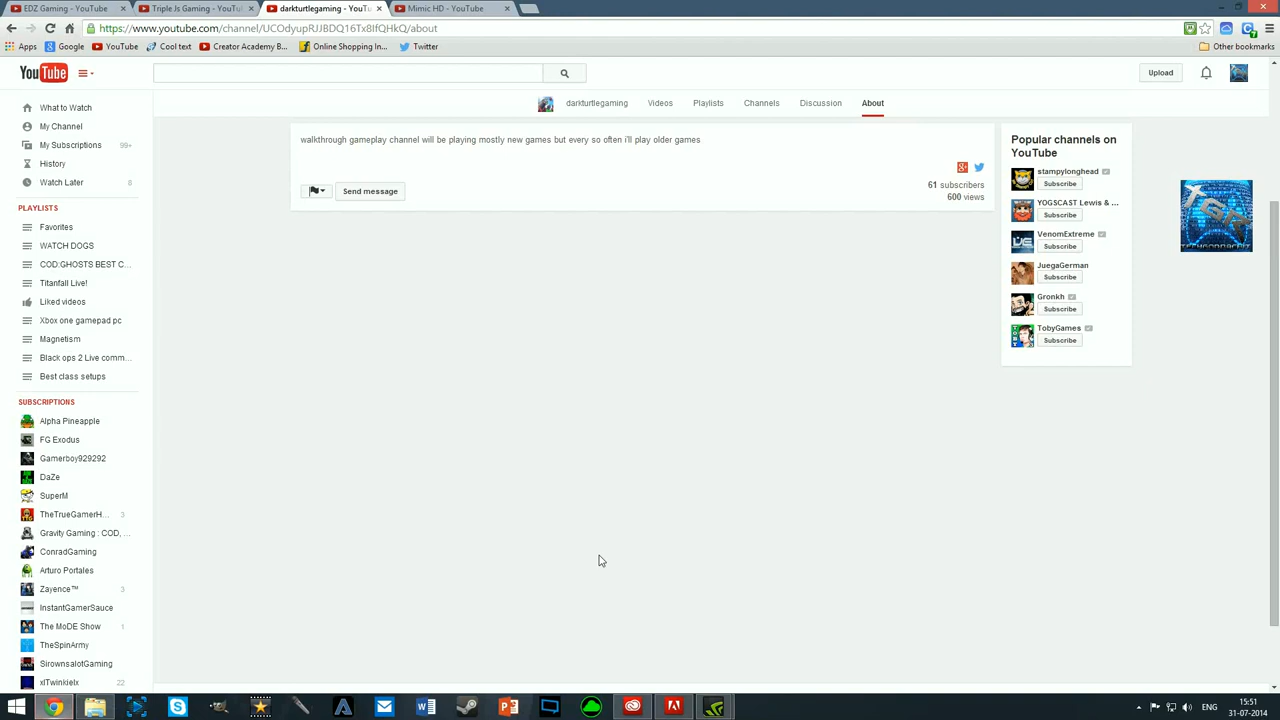 EDZ Gaming - YouTube
Triple.Js Gaming - YouTu
darkturtlegaming - YouTu
Mimic HD - YouTube
https://www.youtube.com/channel/UCOdyupRJJBDQ16Tx8IfQHkQ/about
Apps Google YouTube Cool text Creator Academy B... Online Shopping In... Twitter Other bookmarks
YouTube Upload
What to Watch
My Channel
My Subscriptions 99+
History
Watch Later 0
PLAYLISTS
Favorites
WATCH DOGS
COD:GHOSTS BEST C...
Titanfall Live!
Liked videos
Xbox one gamepad pc
Magnetism
Black ops 2 Live comm...
Best class setups
SUBSCRIPTIONS
Alpha Pineapple
FG Exodus
Gamerboy929292
DaZe
SuperM
TheTrueGamerH... 3
Gravity Gaming : COD, ...
ConradGaming
Arturo Portales
Zayence™ 3
InstantGamerSauce
The MoDE Show 1
TheSpinArmy
SirownsalotGaming
xlTwinkielx 22
darkturtlegaming Videos Playlists Channels Discussion About
walkthrough gameplay channel will be playing mostly new games but every so often i'll play older games
61 subscribers
600 views
Send message
Popular channels on
YouTube
stampylonghead
Subscribe
YOGSCAST Lewis & ...
Subscribe
VenomExtreme
Subscribe
JuegaGerman
Subscribe
Gronkh
Subscribe
TobyGames
Subscribe
TGR
ENG
15:51
31-07-2014